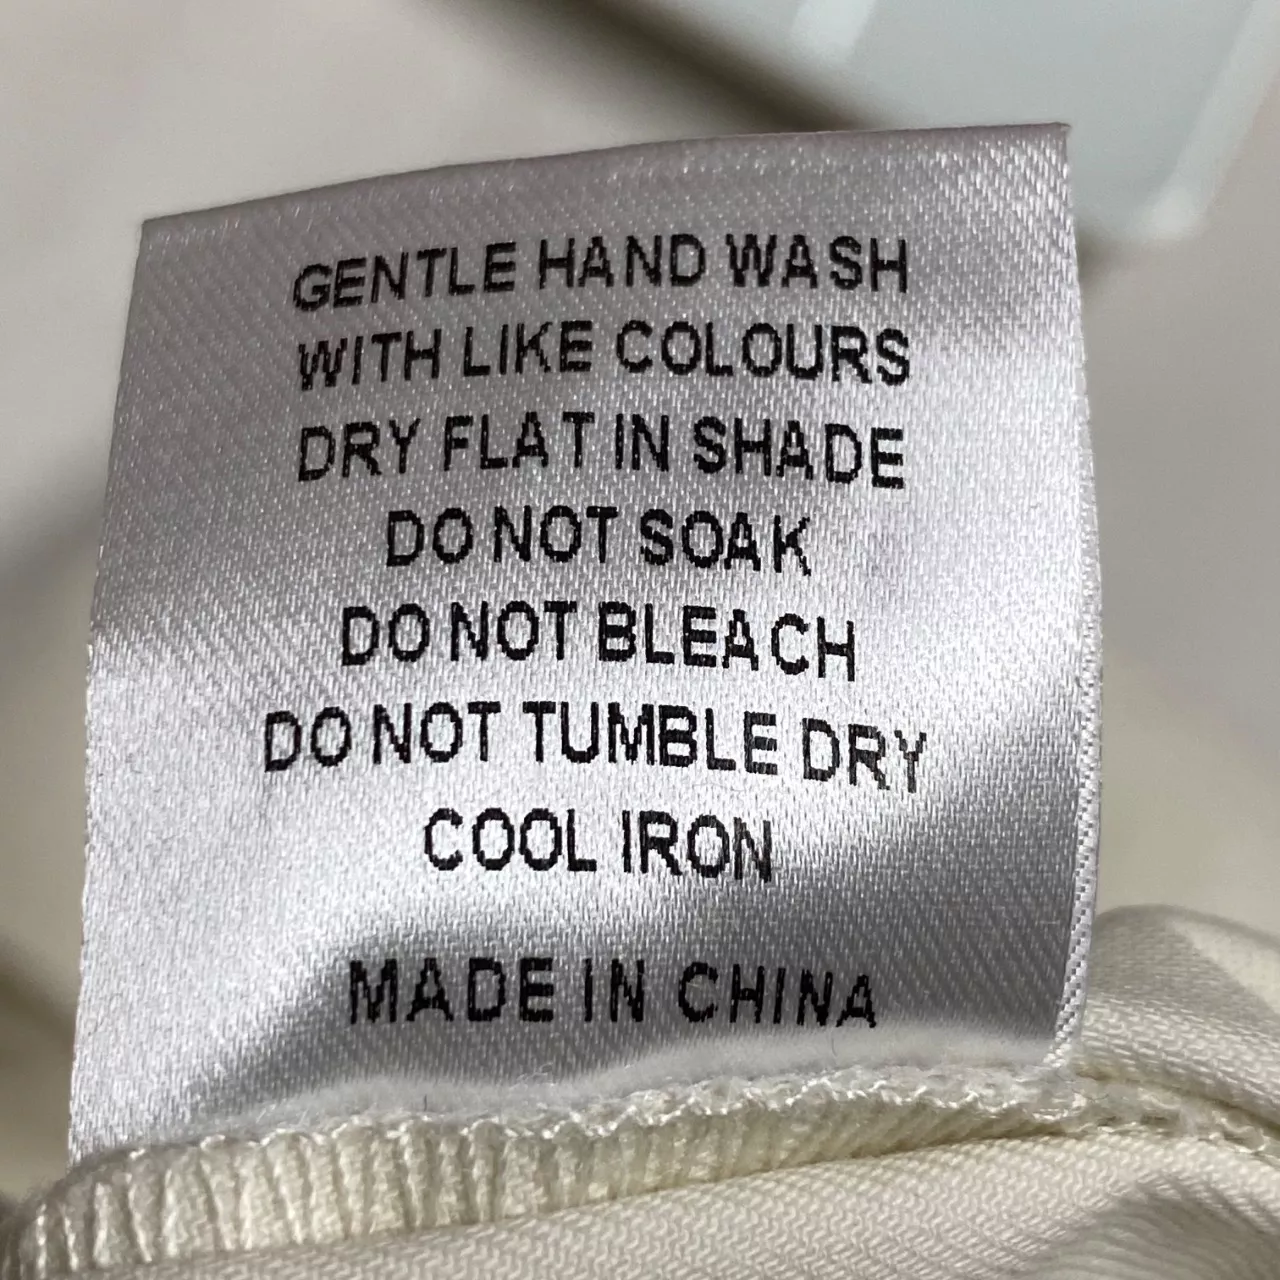 GENTLE HAND WASH
WITH LIKE COLOURS
DRY FLAT IN SHADE
DO NOT SOAK
DO NOT BLEACH
DO NOT TUMBLE DRY
COOL IRON
MADE IN CHINA